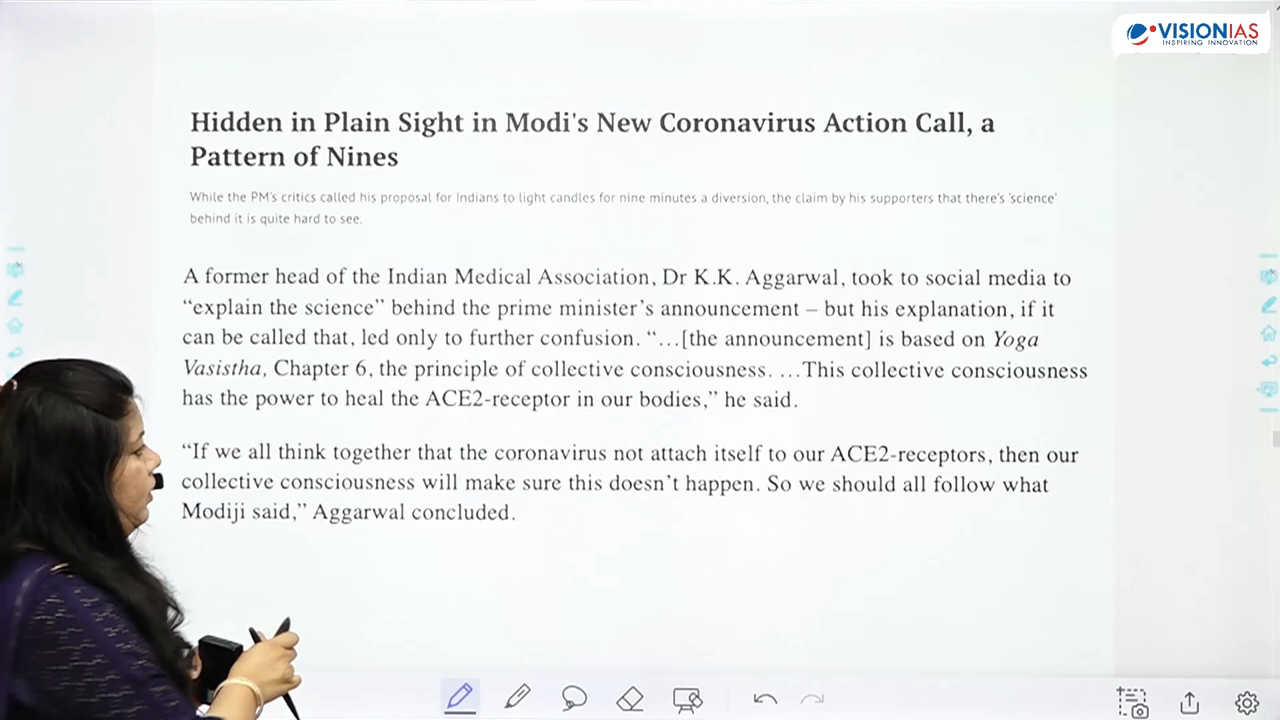 VISIONIAS
INSPIRING INNOVATION
Hidden in Plain Sight in Modi's New Coronavirus Action Call, a
Pattern of Nines
While the PM's critics called his proposal for Indians to light candles for nine minutes a diversion, the claim by his supporters that there's 'science'
behind it is quite hard to see.
A former head of the Indian Medical Association, Dr K.K. Aggarwal, took to social media to
“explain the science” behind the prime minister’s announcement – but his explanation, if it
can be called that, led only to further confusion. “…[the announcement] is based on Yoga
Vasistha, Chapter 6, the principle of collective consciousness. …This collective consciousness
has the power to heal the ACE2-receptor in our bodies,” he said.
“If we all think together that the coronavirus not attach itself to our ACE2-receptors, then our
collective consciousness will make sure this doesn’t happen. So we should all follow what
Modiji said,” Aggarwal concluded.